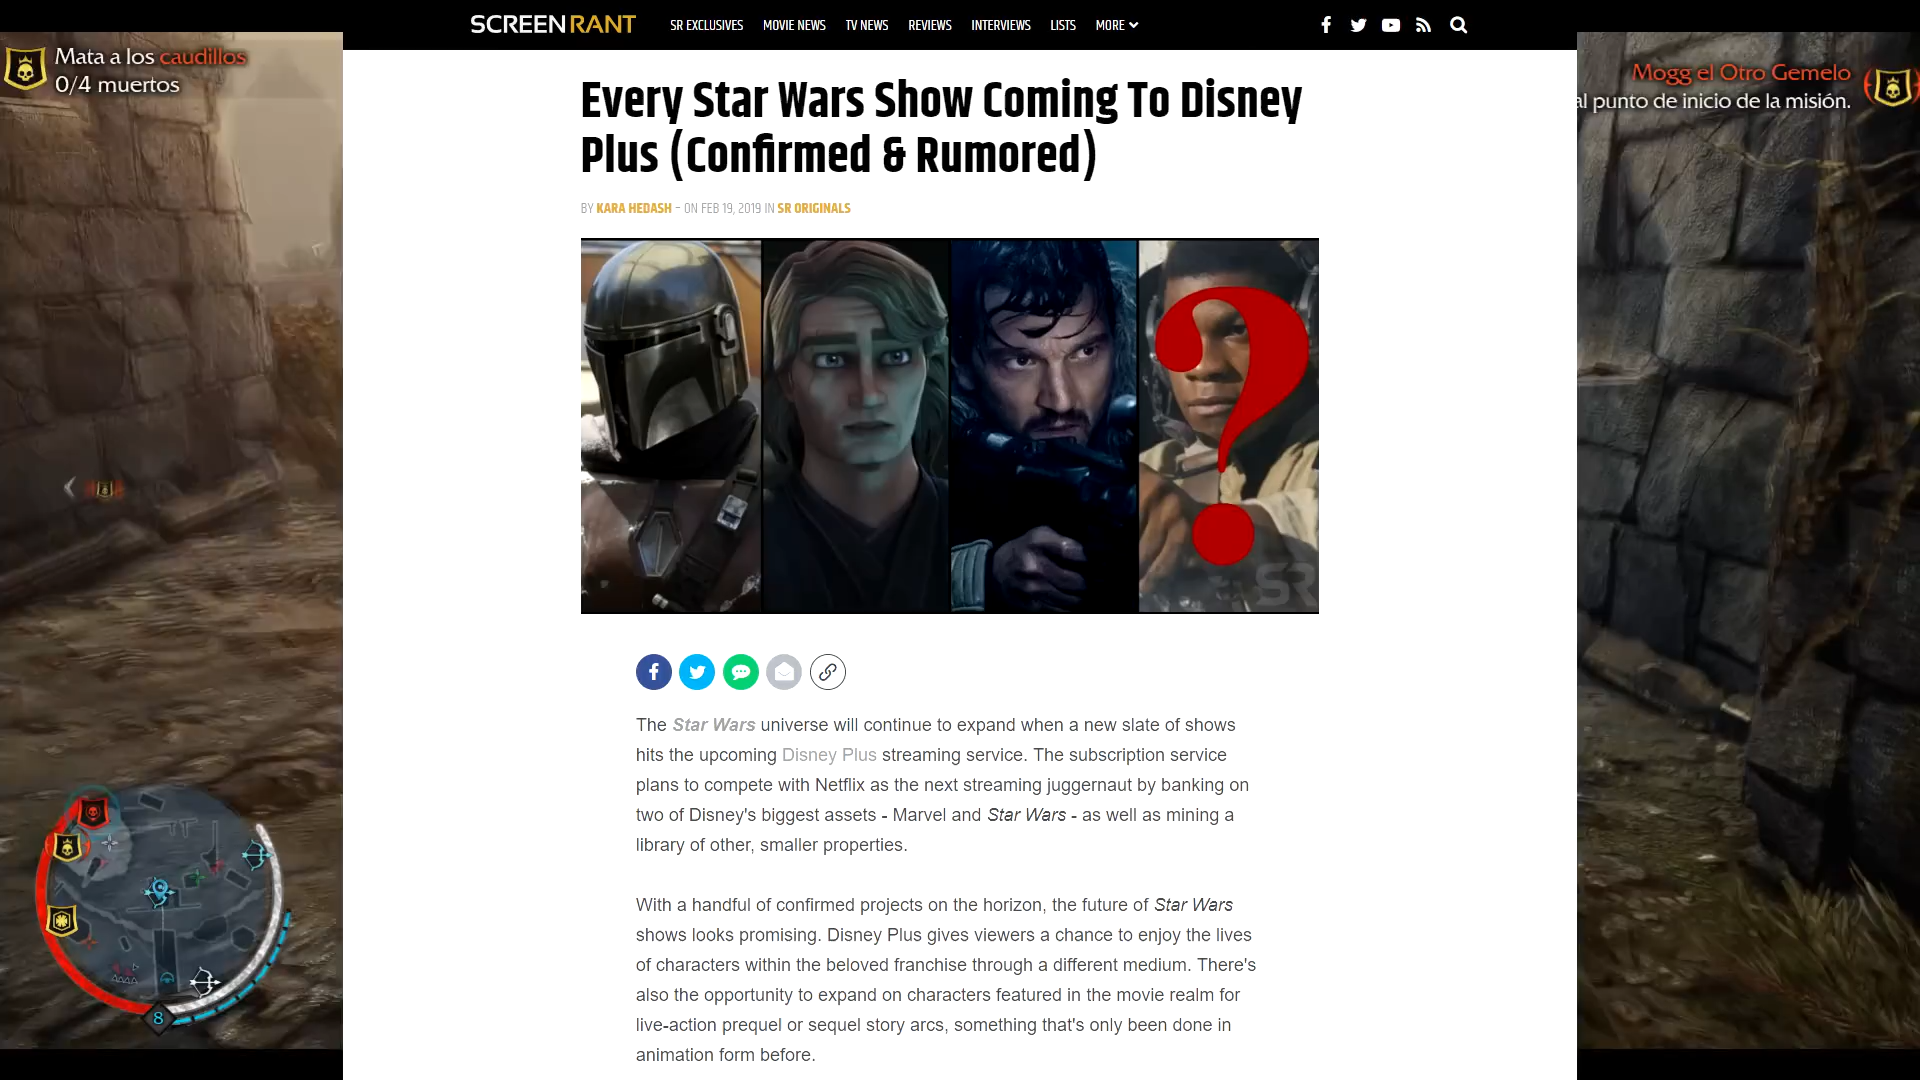 SCREENRANT
SR EXCLUSIVES MOVIE NEWS TV NEWS REVIEWS INTERVIEWS LISTS MORE
Mata a los caudillos
0/4 muertos
Mogg el Otro Gemelo
al punto de inicio de la misión.
Every Star Wars Show Coming To Disney
Plus (Confirmed & Rumored)
BY KARA HEDASH – ON FEB 19, 2019 IN SR ORIGINALS
?
SR
The Star Wars universe will continue to expand when a new slate of shows
hits the upcoming Disney Plus streaming service. The subscription service
plans to compete with Netflix as the next streaming juggernaut by banking on
two of Disney's biggest assets - Marvel and Star Wars - as well as mining a
library of other, smaller properties.
With a handful of confirmed projects on the horizon, the future of Star Wars
shows looks promising. Disney Plus gives viewers a chance to enjoy the lives
of characters within the beloved franchise through a different medium. There's
also the opportunity to expand on characters featured in the movie realm for
live-action prequel or sequel story arcs, something that's only been done in
animation form before.
8